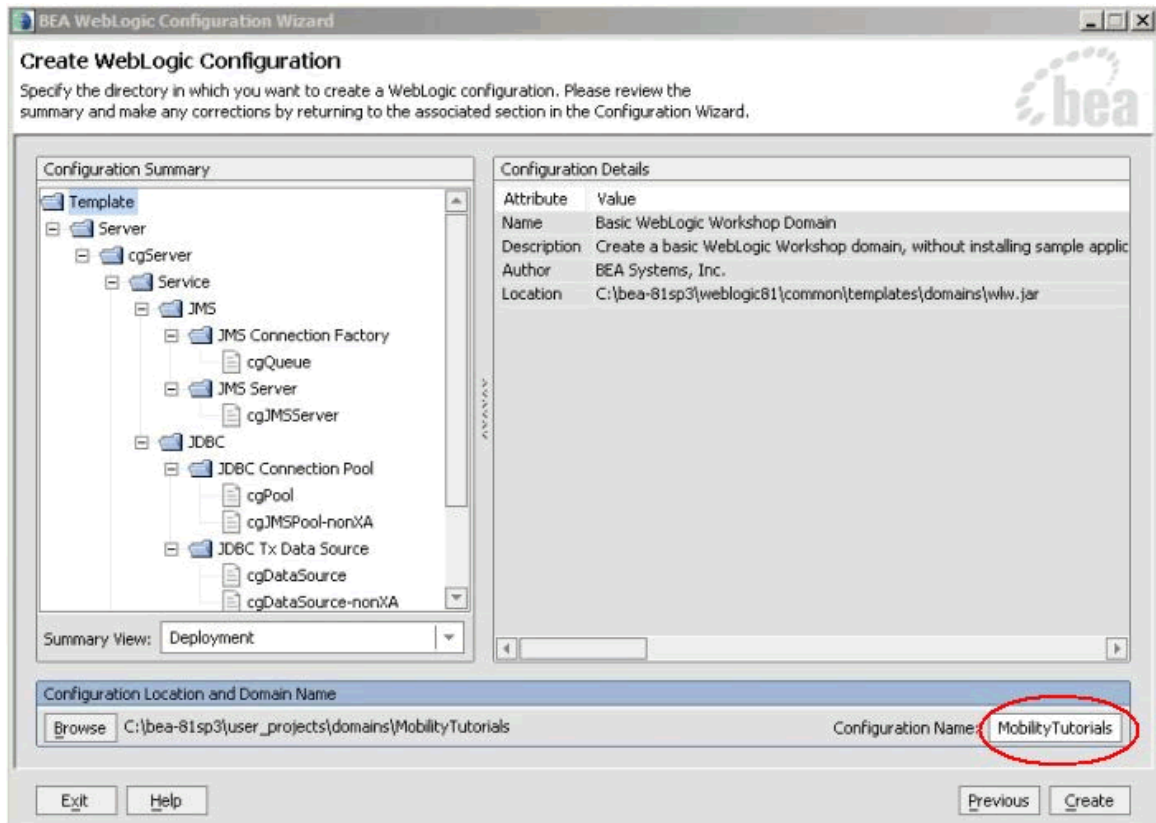 BEA WebLogic Configuration Wizard
Create WebLogic Configuration
Specify the directory in which you want to create a WebLogic configuration. Please review the
summary and make any corrections by returning to the associated section in the Configuration Wizard.
bea
Configuration Summary
Template
Server
cgServer
Service
JMS
JMS Connection Factory
cgQueue
JMS Server
cgJMSServer
JDBC
JDBC Connection Pool
cgPool
cgJMSPool-nonXA
JDBC Tx Data Source
cgDataSource
cgDataSource-nonXA
Summary View: Deployment
Configuration Details
Attribute Value
Name Basic WebLogic Workshop Domain
Description Create a basic WebLogic Workshop domain, without installing sample applic
Author BEA Systems, Inc.
Location C:\bea-81sp3\weblogic81\common\templates\domains\wlw.jar
Configuration Location and Domain Name
Browse C:\bea-81sp3\user_projects\domains\MobilityTutorials Configuration Name: MobilityTutorials
Exit Help Previous Create